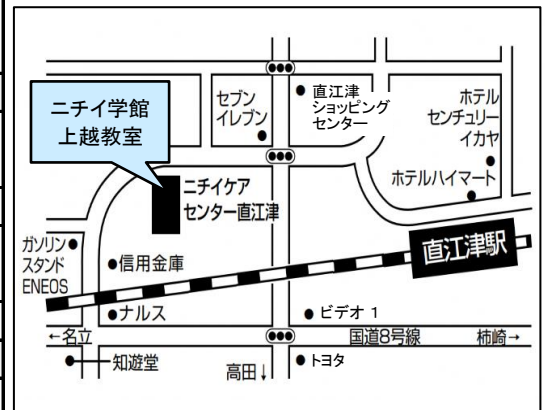 ニチイ学館
上越教室
セブン
イレブン
直江津
ショッピング
センター
ホテル
センチュリー
イカヤ
ホテルハイマート
ニチイケア
センター直江津
直江津駅
ガソリン
スタンド
ENEOS
信用金庫
ナルス
ビデオ 1
←名立
国道8号線
柿崎→
知遊堂
高田↓
トヨタ